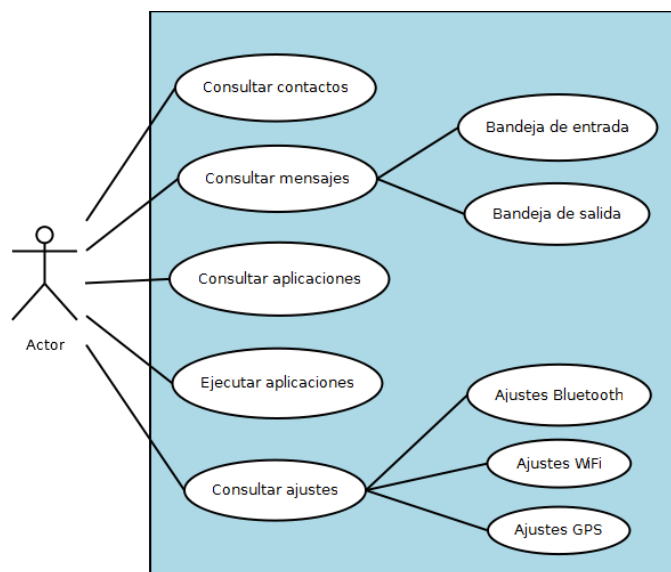 Consultar contactos
Bandeja de entrada
Consultar mensajes
Bandeja de salida
Consultar aplicaciones
Actor
Ejecutar aplicaciones
Ajustes Bluetooth
Ajustes WiFi
Consultar ajustes
Ajustes GPS